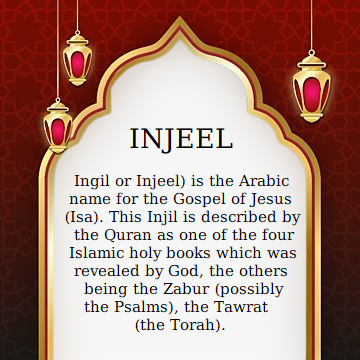 INJEEL
Ingil or Injeel) is the Arabic
name for the Gospel of Jesus
(Isa). This Injil is described by
the Quran as one of the four
Islamic holy books which was
revealed by God, the others
being the Zabur (possibly
the Psalms), the Tawrat
(the Torah).